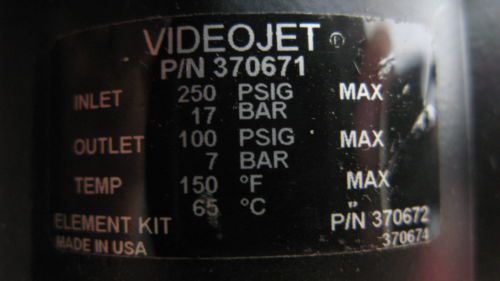 VIDEOJET ®
P/N 370671
INLET 250 PSIG MAX
17 BAR
OUTLET 100 PSIG MAX
7 BAR
TEMP 150 °F MAX
65 °C "
ELEMENT KIT P/N 370672
MADE IN USA 370674